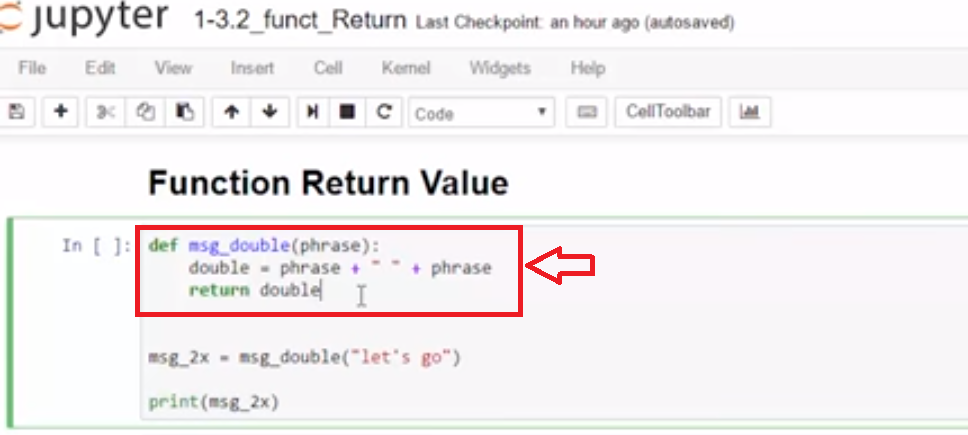 jupyter 1-3.2_funct_Return Last Checkpoint: an hour ago (autosaved)
File Edit View Insert Cell Kernel Widgets Help
Code CellToolbar
Function Return Value
In [ ]: def msg_double(phrase):
double = phrase + " " + phrase
return double
msg_2x = msg_double("let's go")
print(msg_2x)